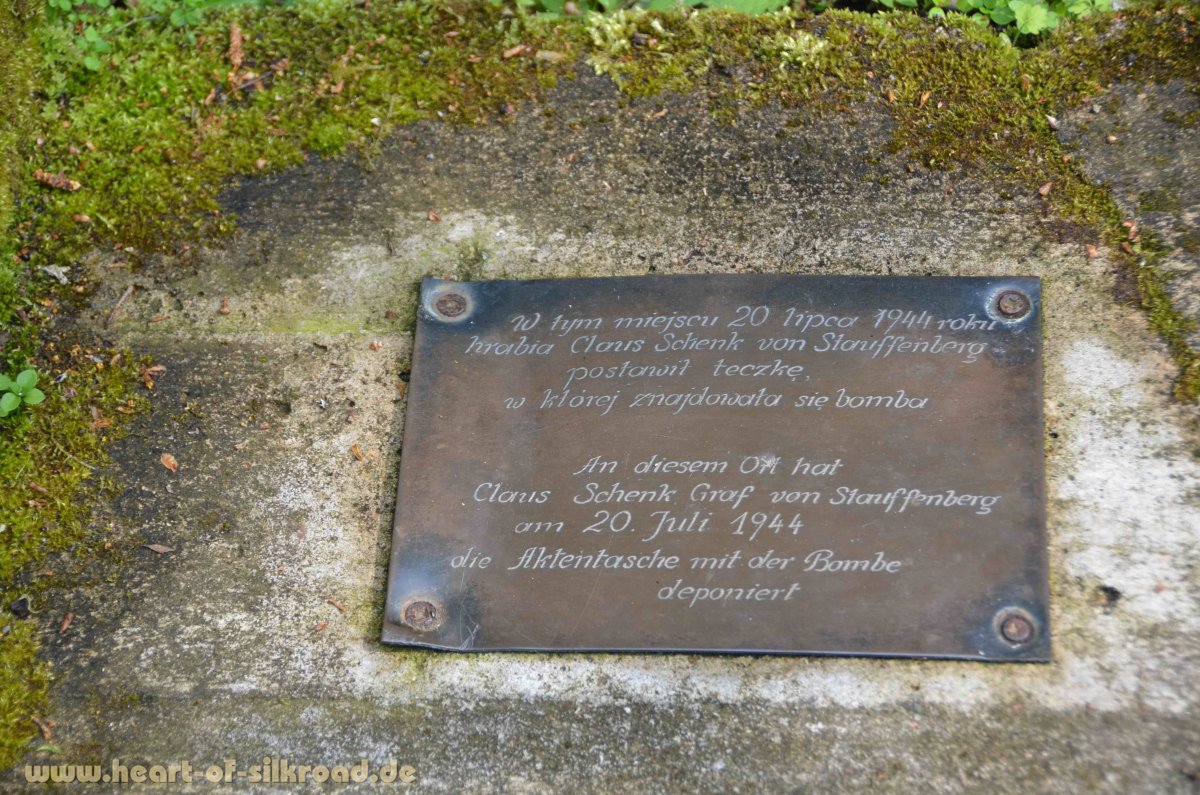 W tym miejscu 20 lipca 1944 roku
hrabia Claus Schenk von Stauffenberg
postawił teczkę,
w której znajdowała się bomba
An diesem Ort hat
Claus Schenk Graf von Stauffenberg
am 20. Juli 1944
die Aktentasche mit der Bombe
deponiert
www.heart-of-silkroad.de